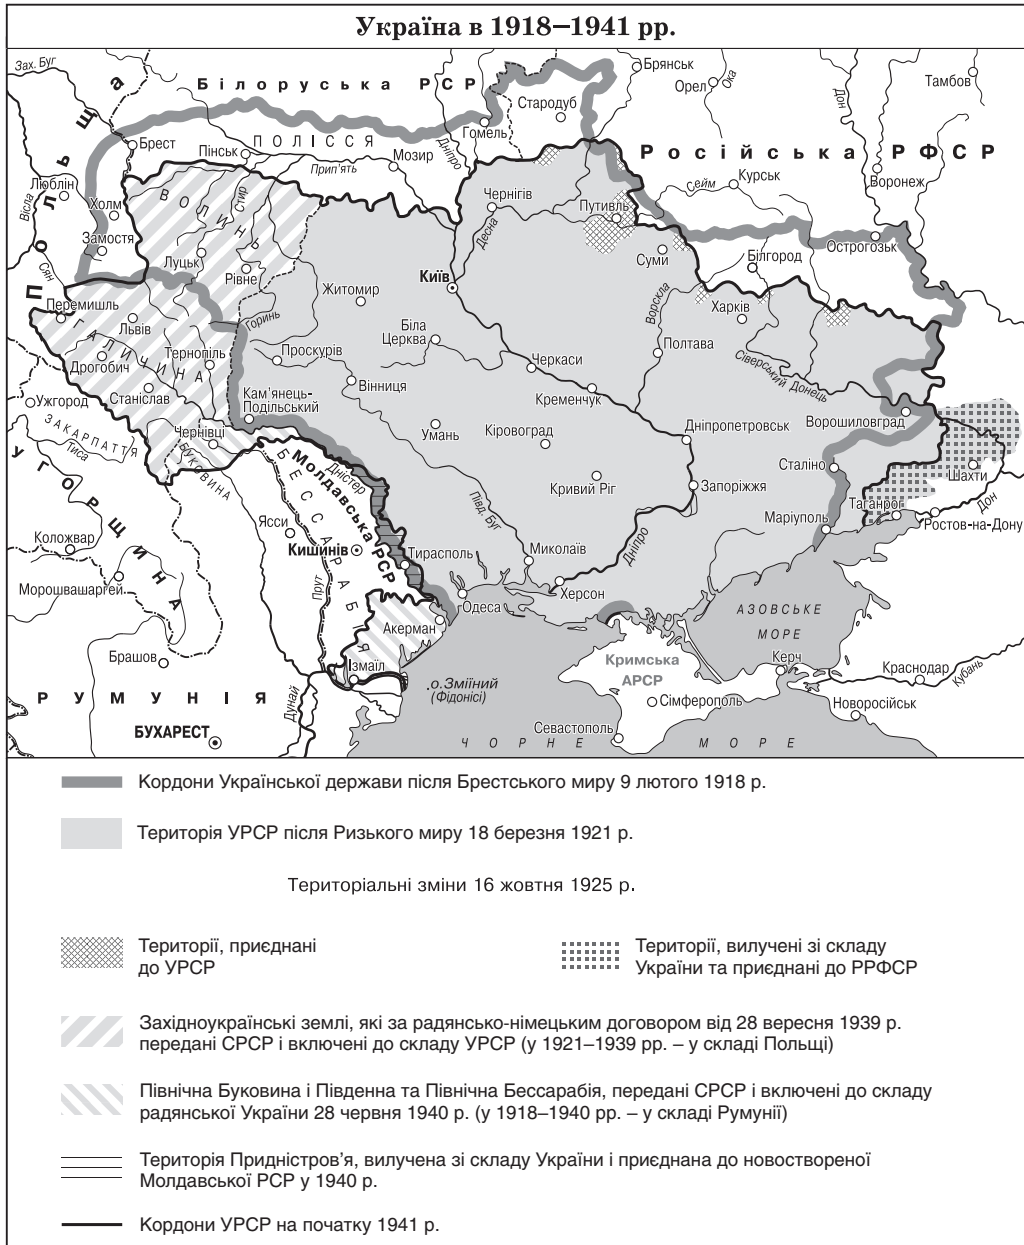 Україна в 1918–1941 рр.
Зах. Буг
Білоруська РСР
Брянськ
Орел
Ока
Дон
Тамбов
Стародуб
Гомель
Дніпро
Брест
Пінськ
ПОЛІССЯ
Мозир
Прип'ять
Російська РФСР
Польща
Люблін
Вісла
Холм
Замостя
ВОЛИНЬ
Стир
Чернігів
Десна
Путивль
Сейм
Курськ
Воронеж
Острогозьк
Луцьк
Рівне
Суми
Білгород
Київ
Сян
Перемишль
Житомир
Горинь
Ворскла
Харків
Львів
ГАЛИЧИНА
Біла
Церква
Полтава
Дрогобич
Тернопіль
Проскурів
Черкаси
Сіверський Донець
Станіслав
Вінниця
Кременчук
Ужгород
Кам'янець-
Подільський
Ворошиловград
ЗАКАРПАТТЯ
Тиса
Чернівці
БУКОВИНА
Умань
Кіровоград
Дніпропетровськ
УГОРЩИНА
БЕССАРАБІЯ
Молдавська РСР
Дністер
Сталіно
Шахти
Кривий Ріг
Запоріжжя
Півд. Буг
Таганрог
Дон
Ростов-на-Дону
Маріуполь
Коложвар
Ясси
Кишинів
Тирасполь
Миколаїв
Дніпро
Морошвашаргей
Прут
Одеса
Херсон
АЗОВСЬКЕ
МОРЕ
Акерман
Брашов
Ізмаїл
Кримська
АРСР
Керч
Краснодар
Кубань
РУМУНІЯ
Дунай
о. Зміїний
(Фідонісі)
Сімферополь
Новоросійськ
БУХАРЕСТ
Севастополь
ЧОРНЕ МОРЕ
Кордони Української держави після Брестського миру 9 лютого 1918 р.
Територія УРСР після Ризького миру 18 березня 1921 р.
Територіальні зміни 16 жовтня 1925 р.
Території, приєднані
до УРСР
Території, вилучені зі складу
України та приєднані до РРФСР
Західноукраїнські землі, які за радянсько-німецьким договором від 28 вересня 1939 р.
передані СРСР і включені до складу УРСР (у 1921–1939 рр. – у складі Польщі)
Північна Буковина і Південна та Північна Бессарабія, передані СРСР і включені до складу
радянської України 28 червня 1940 р. (у 1918–1940 рр. – у складі Румунії)
Територія Придністров'я, вилучена зі складу України і приєднана до новоствореної
Молдавської РСР у 1940 р.
Кордони УРСР на початку 1941 р.